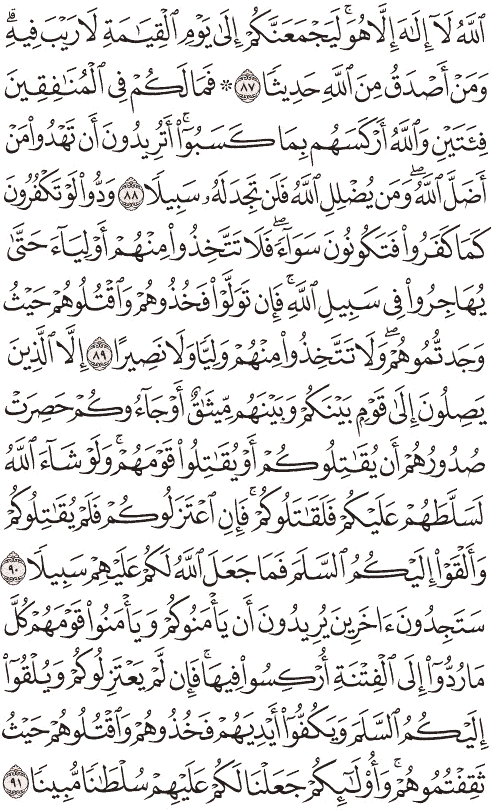 ٱللَّهُ لَآ إِلَـٰهَ إِلَّا هُوَ ۚ لَيَجْمَعَنَّكُمْ إِلَىٰ يَوْمِ ٱلْقِيَـٰمَةِ لَا رَيْبَ فِيهِ ۗ
وَمَنْ أَصْدَقُ مِنَ ٱللَّهِ حَدِيثًا ٨٧ ۞ فَمَا لَكُمْ فِى ٱلْمُنَـٰفِقِينَ
فِئَتَيْنِ وَٱللَّهُ أَرْكَسَهُم بِمَا كَسَبُوٓا۟ ۚ أَتُرِيدُونَ أَن تَهْدُوا۟ مَنْ
أَضَلَّ ٱللَّهُ ۖ وَمَن يُضْلِلِ ٱللَّهُ فَلَن تَجِدَ لَهُۥ سَبِيلًا ٨٨ وَدُّوا۟ لَوْ تَكْفُرُونَ
كَمَا كَفَرُوا۟ فَتَكُونُونَ سَوَآءً ۖ فَلَا تَتَّخِذُوا۟ مِنْهُمْ أَوْلِيَآءَ حَتَّىٰ
يُهَاجِرُوا۟ فِى سَبِيلِ ٱللَّهِ ۚ فَإِن تَوَلَّوْا۟ فَخُذُوهُمْ وَٱقْتُلُوهُمْ حَيْثُ
وَجَدتُّمُوهُمْ ۖ وَلَا تَتَّخِذُوا۟ مِنْهُمْ وَلِيًّا وَلَا نَصِيرًا ٨٩ إِلَّا ٱلَّذِينَ
يَصِلُونَ إِلَىٰ قَوْمٍۭ بَيْنَكُمْ وَبَيْنَهُم مِّيثَـٰقٌ أَوْ جَآءُوكُمْ حَصِرَتْ
صُدُورُهُمْ أَن يُقَـٰتِلُوكُمْ أَوْ يُقَـٰتِلُوا۟ قَوْمَهُمْ ۚ وَلَوْ شَآءَ ٱللَّهُ
لَسَلَّطَهُمْ عَلَيْكُمْ فَلَقَـٰتَلُوكُمْ ۚ فَإِنِ ٱعْتَزَلُوكُمْ فَلَمْ يُقَـٰتِلُوكُمْ
وَأَلْقَوْا۟ إِلَيْكُمُ ٱلسَّلَمَ فَمَا جَعَلَ ٱللَّهُ لَكُمْ عَلَيْهِمْ سَبِيلًا ٩٠
سَتَجِدُونَ ءَاخَرِينَ يُرِيدُونَ أَن يَأْمَنُوكُمْ وَيَأْمَنُوا۟ قَوْمَهُمْ كُلَّ
مَا رُدُّوٓا۟ إِلَى ٱلْفِتْنَةِ أُرْكِسُوا۟ فِيهَا ۚ فَإِن لَّمْ يَعْتَزِلُوكُمْ وَيُلْقُوٓا۟
إِلَيْكُمُ ٱلسَّلَمَ وَيَكُفُّوٓا۟ أَيْدِيَهُمْ فَخُذُوهُمْ وَٱقْتُلُوهُمْ حَيْثُ
ثَقِفْتُمُوهُمْ ۚ وَأُو۟لَـٰٓئِكُمْ جَعَلْنَا لَكُمْ عَلَيْهِمْ سُلْطَـٰنًا مُّبِينًا ٩١